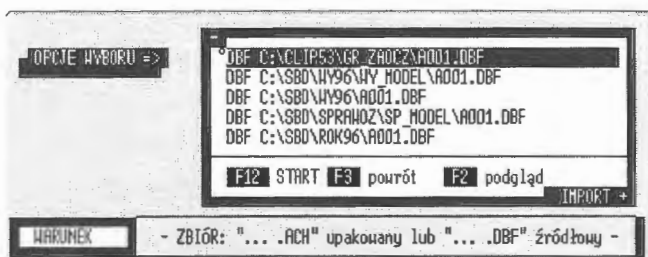 OPCJE WYBORU =>
DBF C:\CLIP53\GR_ZAOCZ\A001.DBF
DBF C:\SBD\WY96\WY_MODEL\A001.DBF
DBF C:\SBD\WY96\A001.DBF
DBF C:\SBD\SPRAWOZ\SP_MODEL\A001.DBF
DBF C:\SBD\ROK96\A001.DBF
F12 START F3 powrót F2 podgląd
IMPORT +
WARUNEK
- ZBIÓR: "... .ACH" upakowany lub "... .DBF" źródłowy -